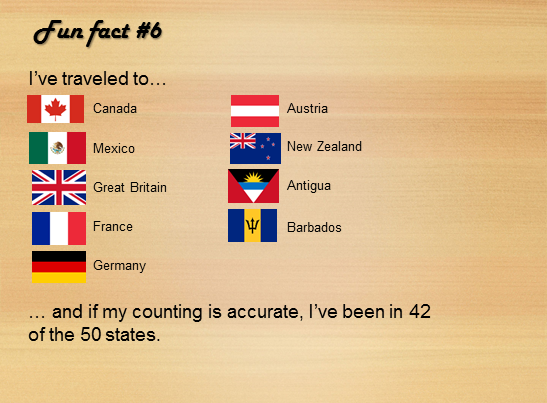 Fun fact #6
I've traveled to…
Canada
Mexico
Great Britain
France
Germany
Austria
New Zealand
Antigua
Barbados
… and if my counting is accurate, I've been in 42
of the 50 states.